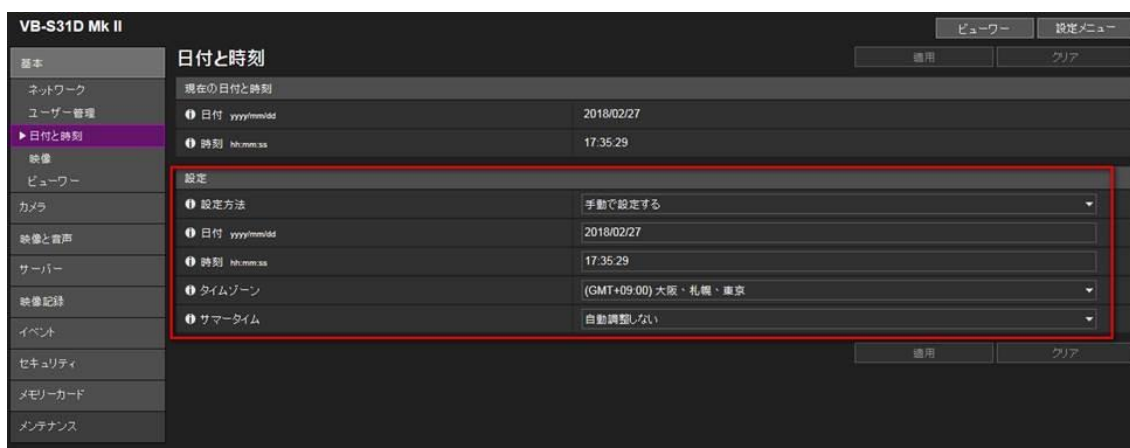 VB-S31D Mk II
ビューワー
設定メニュー
基本
ネットワーク
ユーザー管理
▶日付と時刻
映像
ビューワー
カメラ
映像と音声
サーバー
映像記録
イベント
セキュリティ
メモリーカード
メンテナンス
日付と時刻
適用
クリア
現在の日付と時刻
日付 yyyy/mm/dd 2018/02/27
時刻 hh:mm:ss 17:35:29
設定
設定方法 手動で設定する
日付 yyyy/mm/dd 2018/02/27
時刻 hh:mm:ss 17:35:29
タイムゾーン (GMT+09:00) 大阪、札幌、東京
サマータイム 自動調整しない
適用
クリア